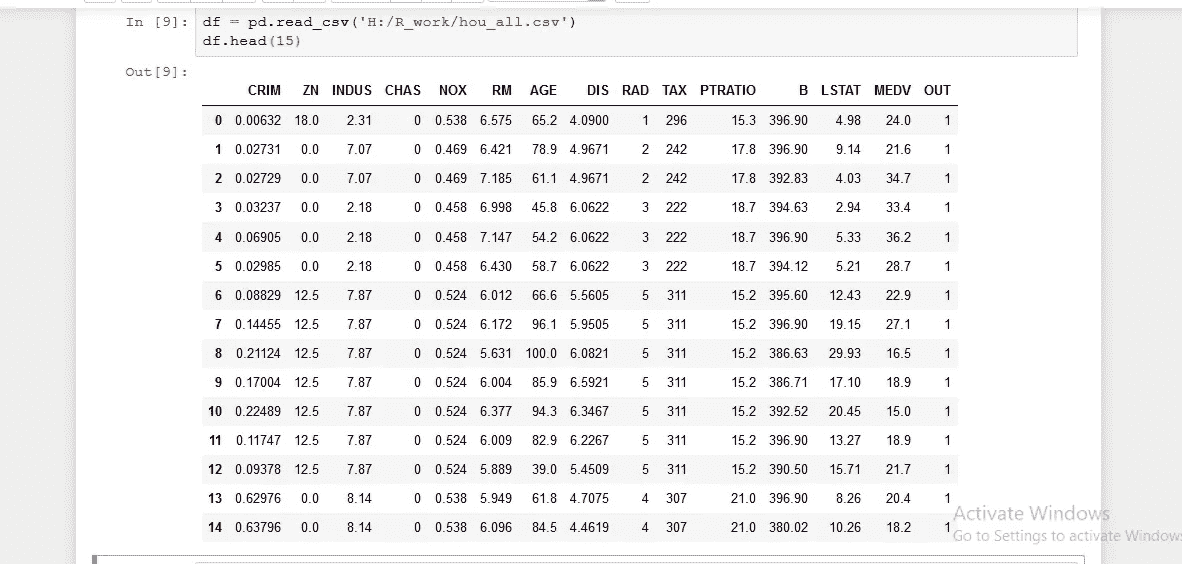 In [9]: df = pd.read_csv('H:/R_work/hou_all.csv')
df.head(15)
Out[9]:
CRIM ZN INDUS CHAS NOX RM AGE DIS RAD TAX PTRATIO B LSTAT MEDV OUT
0 0.00632 18.0 2.31 0 0.538 6.575 65.2 4.0900 1 296 15.3 396.90 4.98 24.0 1
1 0.02731 0.0 7.07 0 0.469 6.421 78.9 4.9671 2 242 17.8 396.90 9.14 21.6 1
2 0.02729 0.0 7.07 0 0.469 7.185 61.1 4.9671 2 242 17.8 392.83 4.03 34.7 1
3 0.03237 0.0 2.18 0 0.458 6.998 45.8 6.0622 3 222 18.7 394.63 2.94 33.4 1
4 0.06905 0.0 2.18 0 0.458 7.147 54.2 6.0622 3 222 18.7 396.90 5.33 36.2 1
5 0.02985 0.0 2.18 0 0.458 6.430 58.7 6.0622 3 222 18.7 394.12 5.21 28.7 1
6 0.08829 12.5 7.87 0 0.524 6.012 66.6 5.5605 5 311 15.2 395.60 12.43 22.9 1
7 0.14455 12.5 7.87 0 0.524 6.172 96.1 5.9505 5 311 15.2 396.90 19.15 27.1 1
8 0.21124 12.5 7.87 0 0.524 5.631 100.0 6.0821 5 311 15.2 386.63 29.93 16.5 1
9 0.17004 12.5 7.87 0 0.524 6.004 85.9 6.5921 5 311 15.2 386.71 17.10 18.9 1
10 0.22489 12.5 7.87 0 0.524 6.377 94.3 6.3467 5 311 15.2 392.52 20.45 15.0 1
11 0.11747 12.5 7.87 0 0.524 6.009 82.9 6.2267 5 311 15.2 396.90 13.27 18.9 1
12 0.09378 12.5 7.87 0 0.524 5.889 39.0 5.4509 5 311 15.2 390.50 15.71 21.7 1
13 0.62976 0.0 8.14 0 0.538 5.949 61.8 4.7075 4 307 21.0 396.90 8.26 20.4 1
14 0.63796 0.0 8.14 0 0.538 6.096 84.5 4.4619 4 307 21.0 380.02 10.26 18.2 1
Activate Windows
Go to Settings to activate Windows